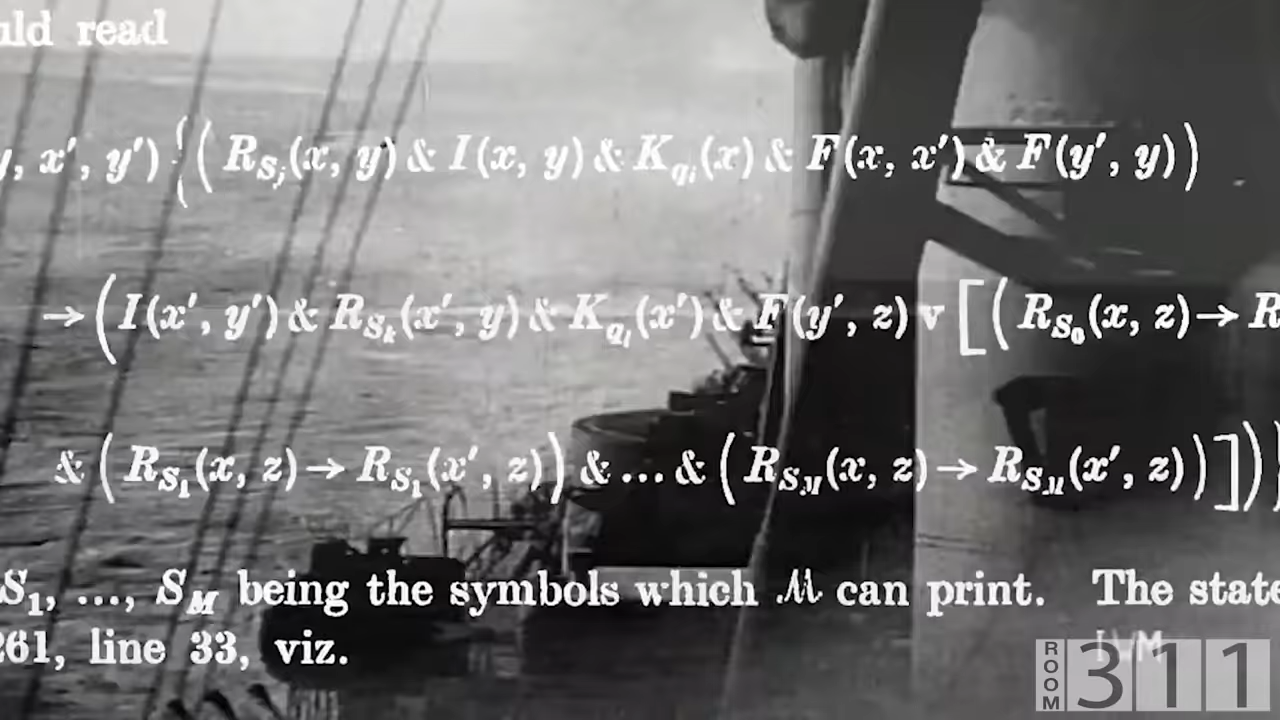 uld read
y, x′, y′) {( R_{S_j}(x, y) & I(x, y) & K_{q_i}(x) & F(x, x′) & F(y′, y))
→ ( I(x′, y′) & R_{S_k}(x′, y) & K_{q_l}(x′) & F(y′, z) v [( R_{S_0}(x, z) → R
& ( R_{S_1}(x, z) → R_{S_1}(x′, z)) & ... & ( R_{S_M}(x, z) → R_{S_M}(x′, z))])}
S_1, ..., S_M being the symbols which ℳ can print. The state
261, line 33, viz.
IWM
ROOM 311